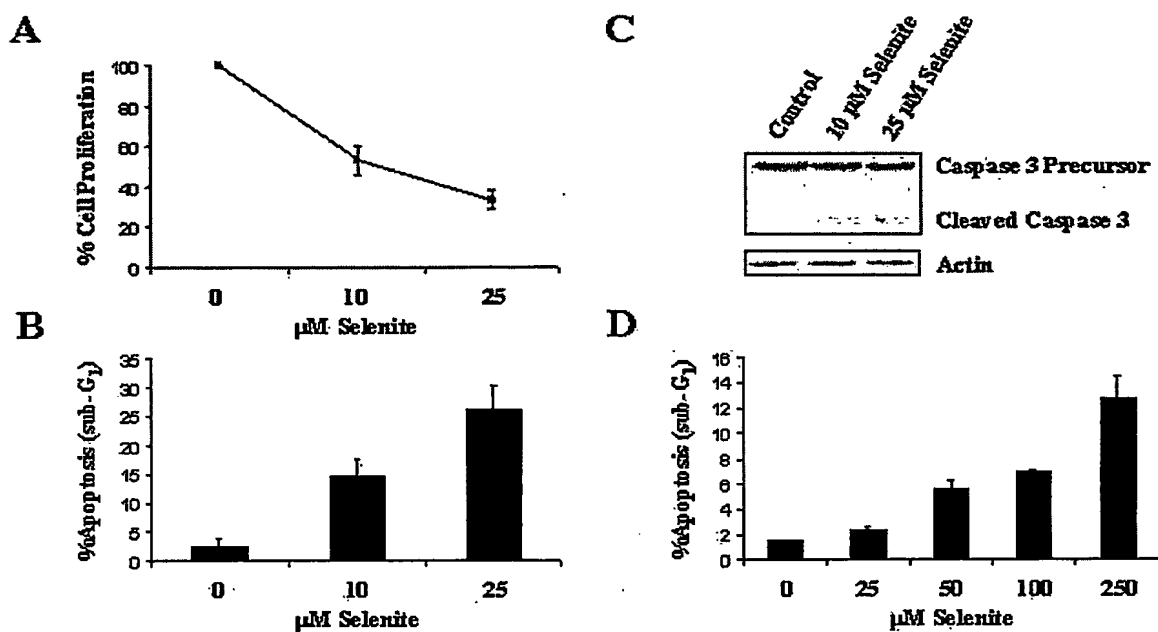 A
% Cell Proliferation
100
80
60
40
20
0
0 10 25
µM Selenite
B
%Apoptosis (sub-G1)
35
30
25
20
15
10
5
0
0 10 25
µM Selenite
C
Control
10 µM Selenite
25 µM Selenite
Caspase 3 Precursor
Cleaved Caspase 3
Actin
D
%Apoptosis (sub-G1)
16
14
12
10
8
6
4
2
0
0 25 50 100 250
µM Selenite